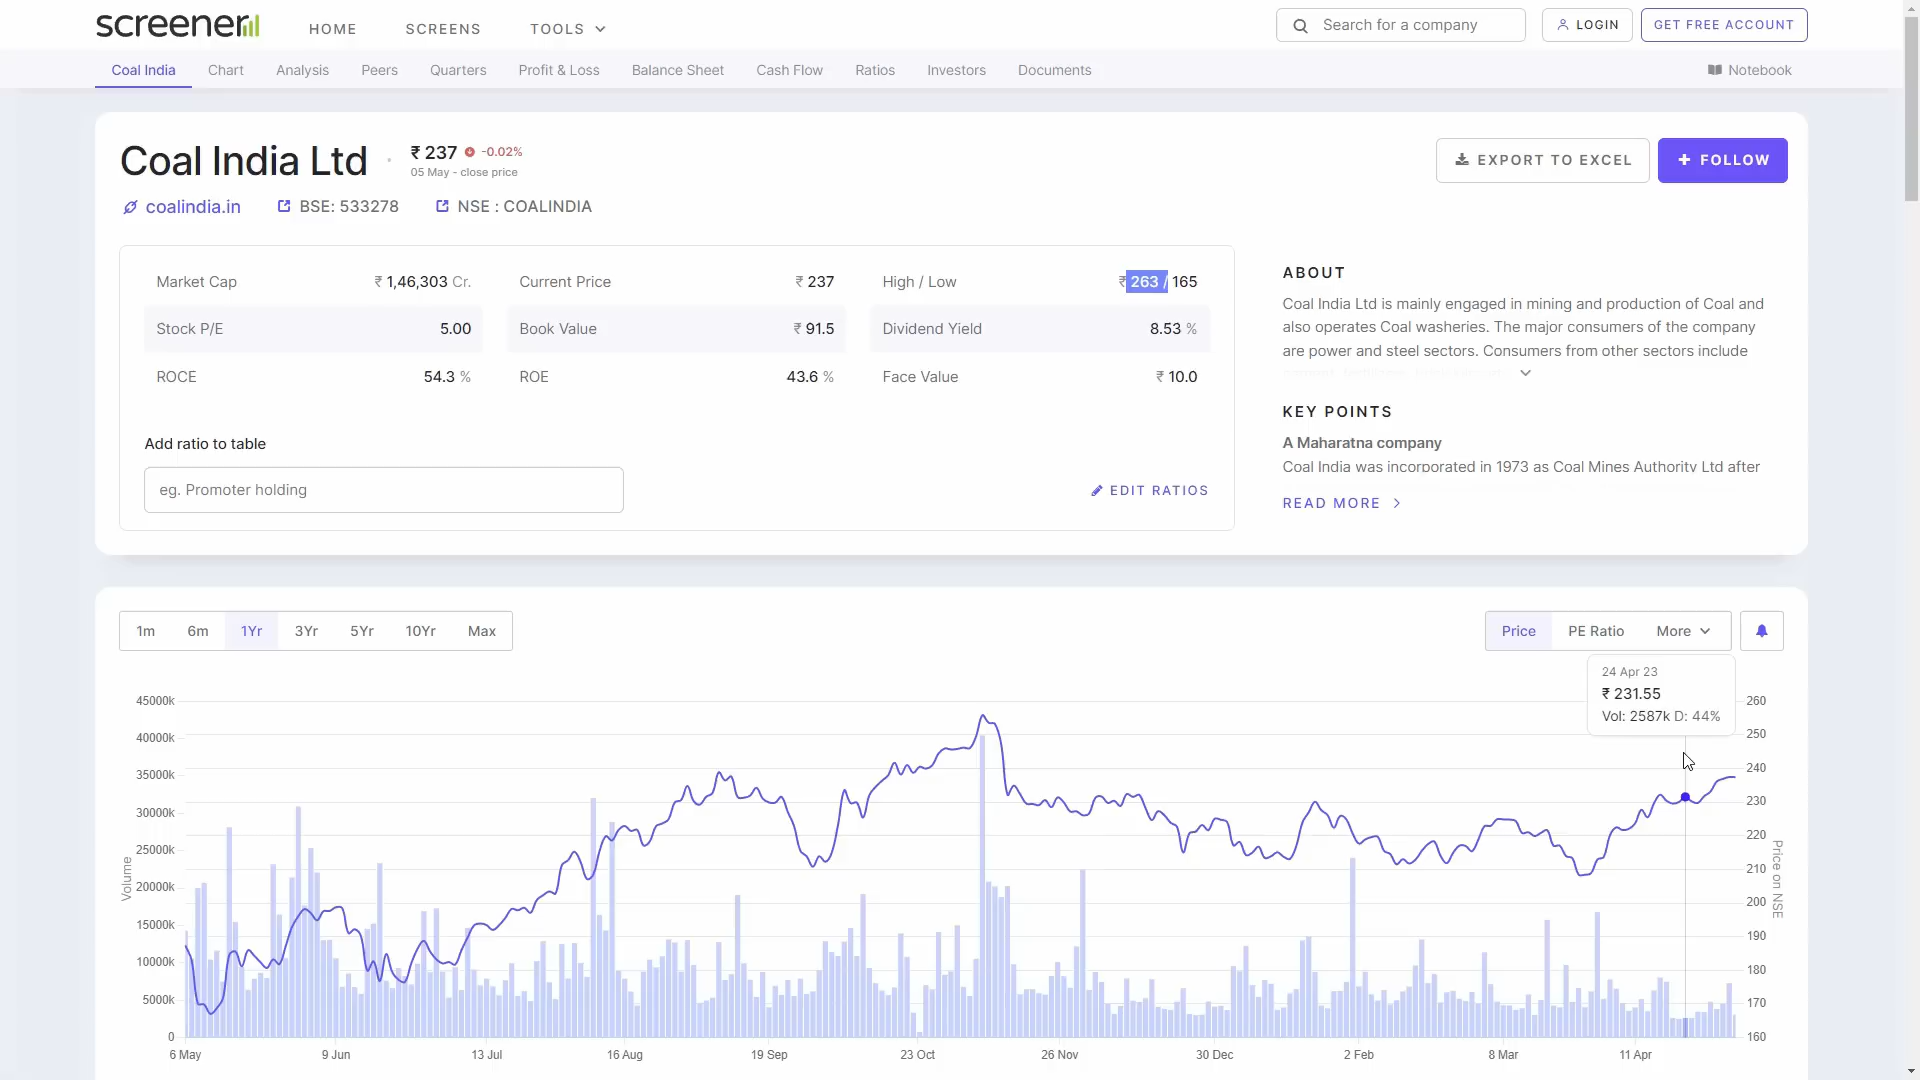 screener
HOME SCREENS TOOLS
Search for a company
LOGIN
GET FREE ACCOUNT
Coal India Chart Analysis Peers Quarters Profit & Loss Balance Sheet Cash Flow Ratios Investors Documents
Notebook
Coal India Ltd
₹ 237 -0.02%
05 May - close price
EXPORT TO EXCEL
+ FOLLOW
coalindia.in BSE: 533278 NSE : COALINDIA
Market Cap ₹ 1,46,303 Cr.
Current Price ₹ 237
High / Low ₹ 263 / 165
Stock P/E 5.00
Book Value ₹ 91.5
Dividend Yield 8.53 %
ROCE 54.3 %
ROE 43.6 %
Face Value ₹ 10.0
Add ratio to table
eg. Promoter holding
EDIT RATIOS
ABOUT
Coal India Ltd is mainly engaged in mining and production of Coal and
also operates Coal washeries. The major consumers of the company
are power and steel sectors. Consumers from other sectors include
KEY POINTS
A Maharatna company
Coal India was incorporated in 1973 as Coal Mines Authority Ltd after
READ MORE
1m 6m 1Yr 3Yr 5Yr 10Yr Max
Price PE Ratio More
24 Apr 23
₹ 231.55
Vol: 2587k D: 44%
45000k
40000k
35000k
30000k
25000k
20000k
15000k
10000k
5000k
0
Volume
260
250
240
230
220
210
200
190
180
170
160
Price on NSE
6 May 9 Jun 13 Jul 16 Aug 19 Sep 23 Oct 26 Nov 30 Dec 2 Feb 8 Mar 11 Apr